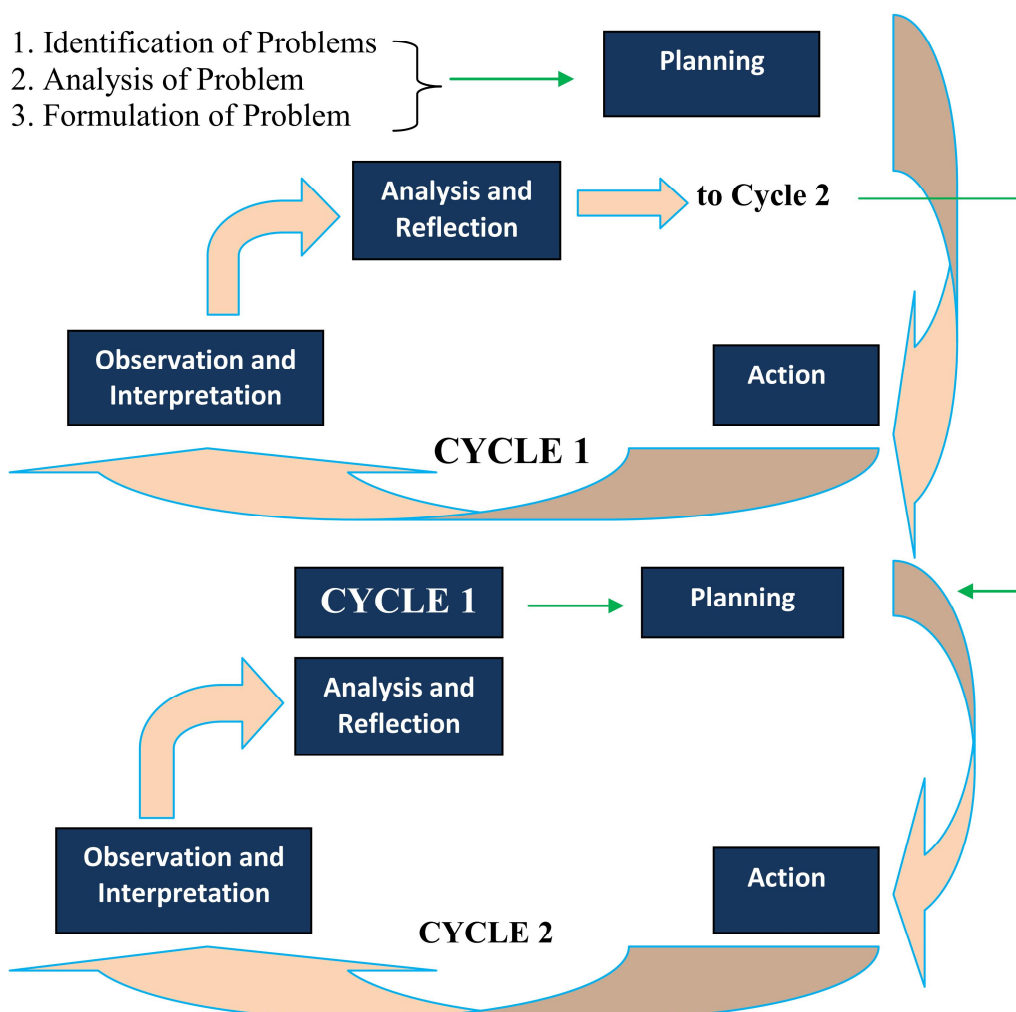 1. Identification of Problems
2. Analysis of Problem
3. Formulation of Problem
Planning
Analysis and
Reflection
to Cycle 2
Observation and
Interpretation
Action
CYCLE 1
CYCLE 1
Planning
Analysis and
Reflection
Observation and
Interpretation
Action
CYCLE 2